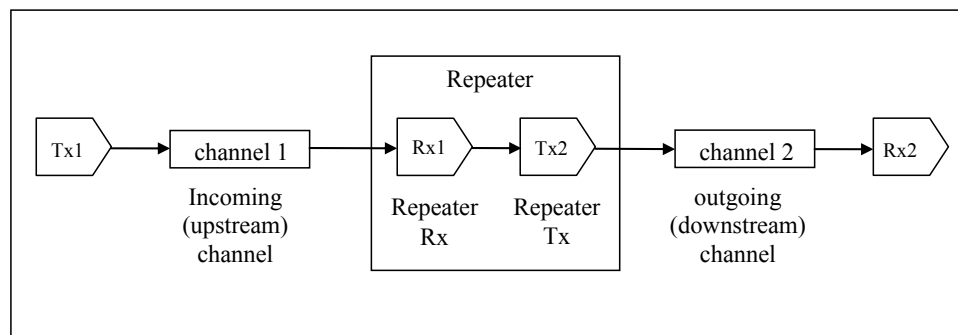 Repeater
Tx1
channel 1
Rx1
Tx2
channel 2
Rx2
Incoming
(upstream)
channel
Repeater
Rx
Repeater
Tx
outgoing
(downstream)
channel